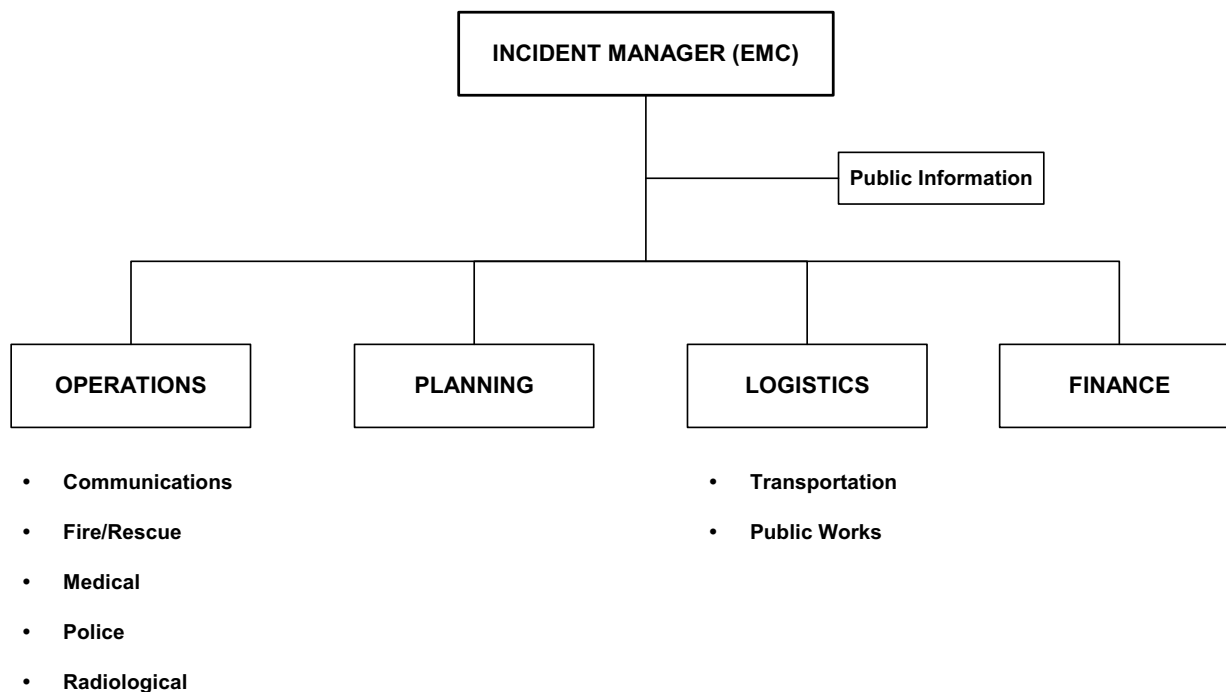 INCIDENT MANAGER (EMC)
Public Information
OPERATIONS
PLANNING
LOGISTICS
FINANCE
• Communications
• Fire/Rescue
• Medical
• Police
• Radiological
• Transportation
• Public Works